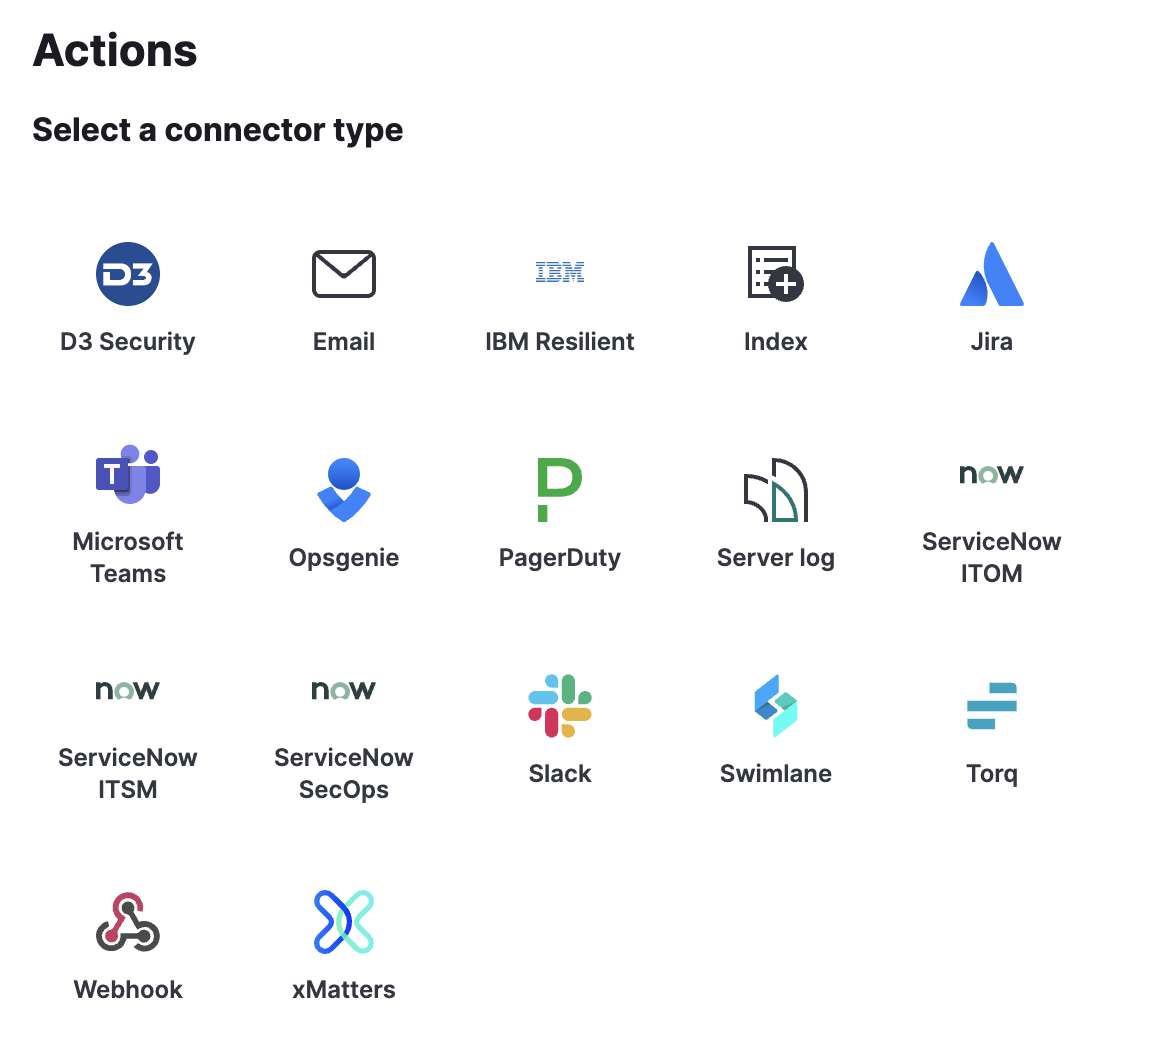 Actions
Select a connector type
D3
IBM
D3 Security
Email
IBM Resilient
Index
Jira
T
now
Microsoft
Teams
Opsgenie
PagerDuty
Server log
ServiceNow
ITOM
now
now
ServiceNow
ITSM
ServiceNow
SecOps
Slack
Swimlane
Torq
Webhook
xMatters